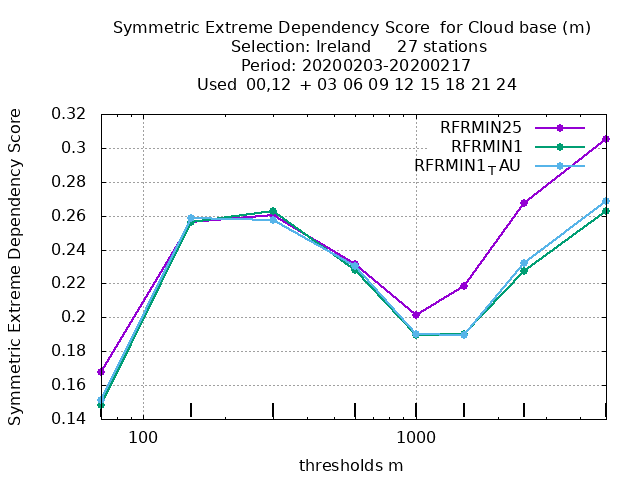 Symmetric Extreme Dependency Score  for Cloud base (m)
Selection: Ireland     27 stations
Period: 20200203-20200217
Used  00,12  + 03 06 09 12 15 18 21 24
Symmetric Extreme Dependency Score
0.32
0.3
0.28
0.26
0.24
0.22
0.2
0.18
0.16
0.14
RFRMIN25
RFRMIN1
RFRMIN1TAU
100
1000
thresholds m